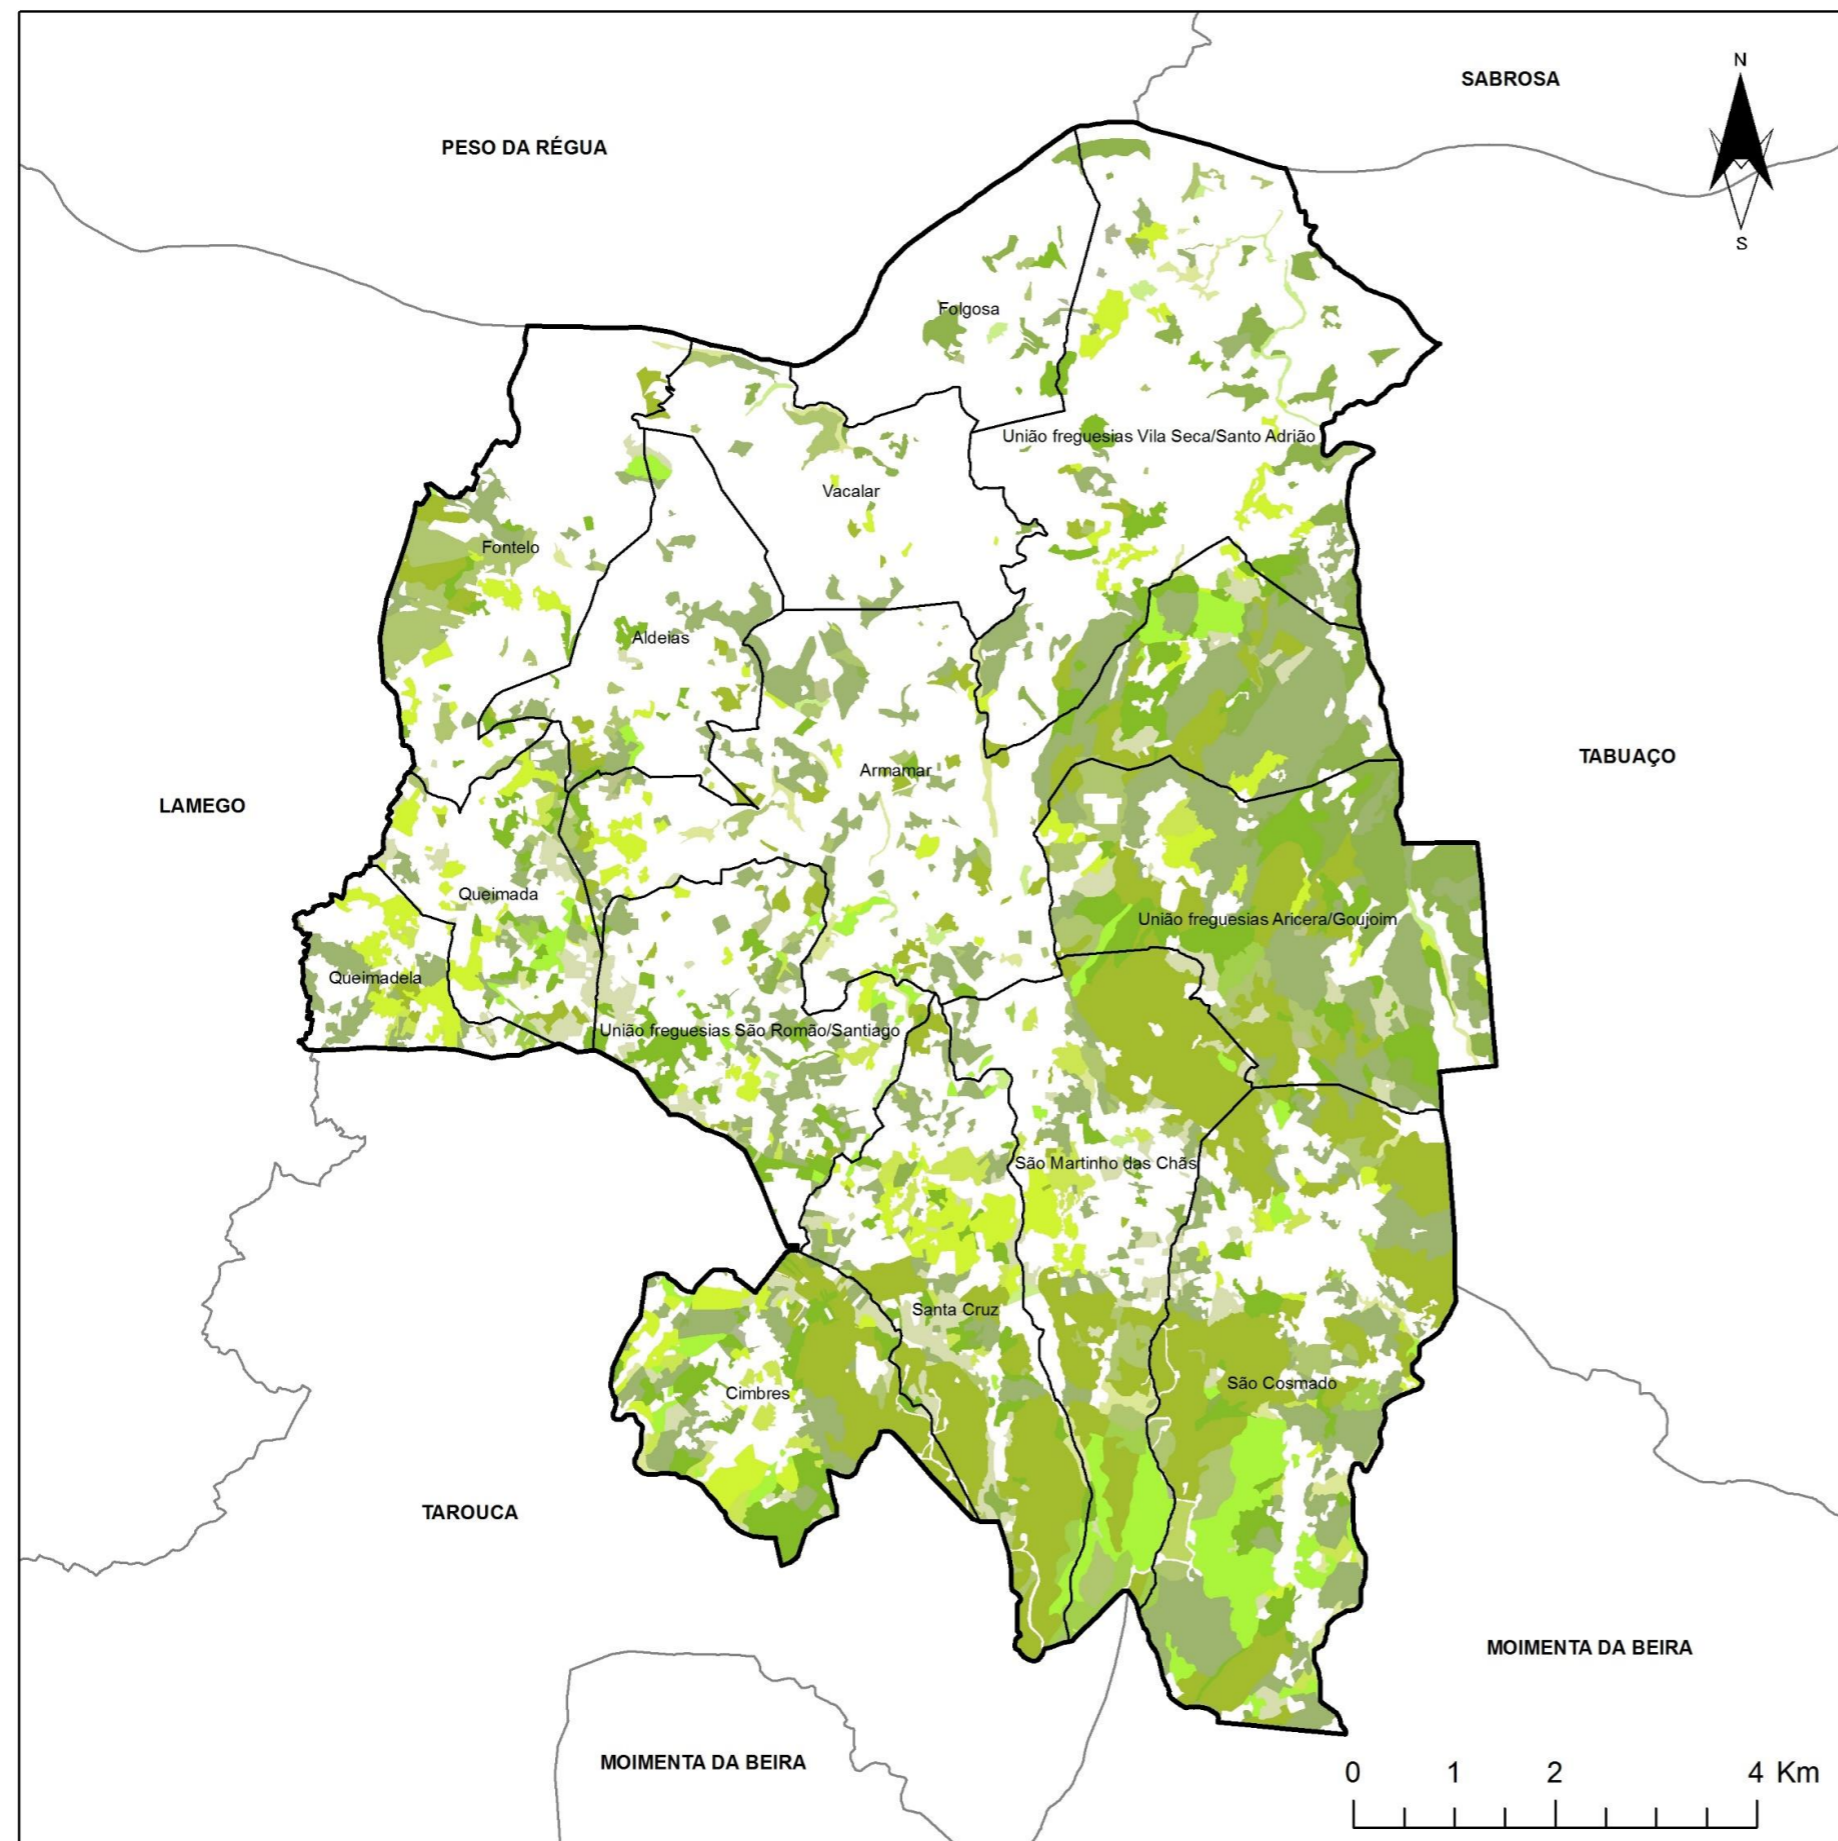 N
SABROSA
PESO DA RÉGUA
S
Folgosa
União freguesias Vila Seca/Santo Adrião
Vacalar
Fontelo
Aldeias
TABUAÇO
Armamar
LAMEGO
Queimada
União freguesias Aricera/Goujoim
Queimadela
União freguesias São Romão/Santiago
São Martinho das Chãs
Santa Cruz
São Cosmado
Cimbres
TAROUCA
MOIMENTA DA BEIRA
MOIMENTA DA BEIRA
0 1 2 4 Km